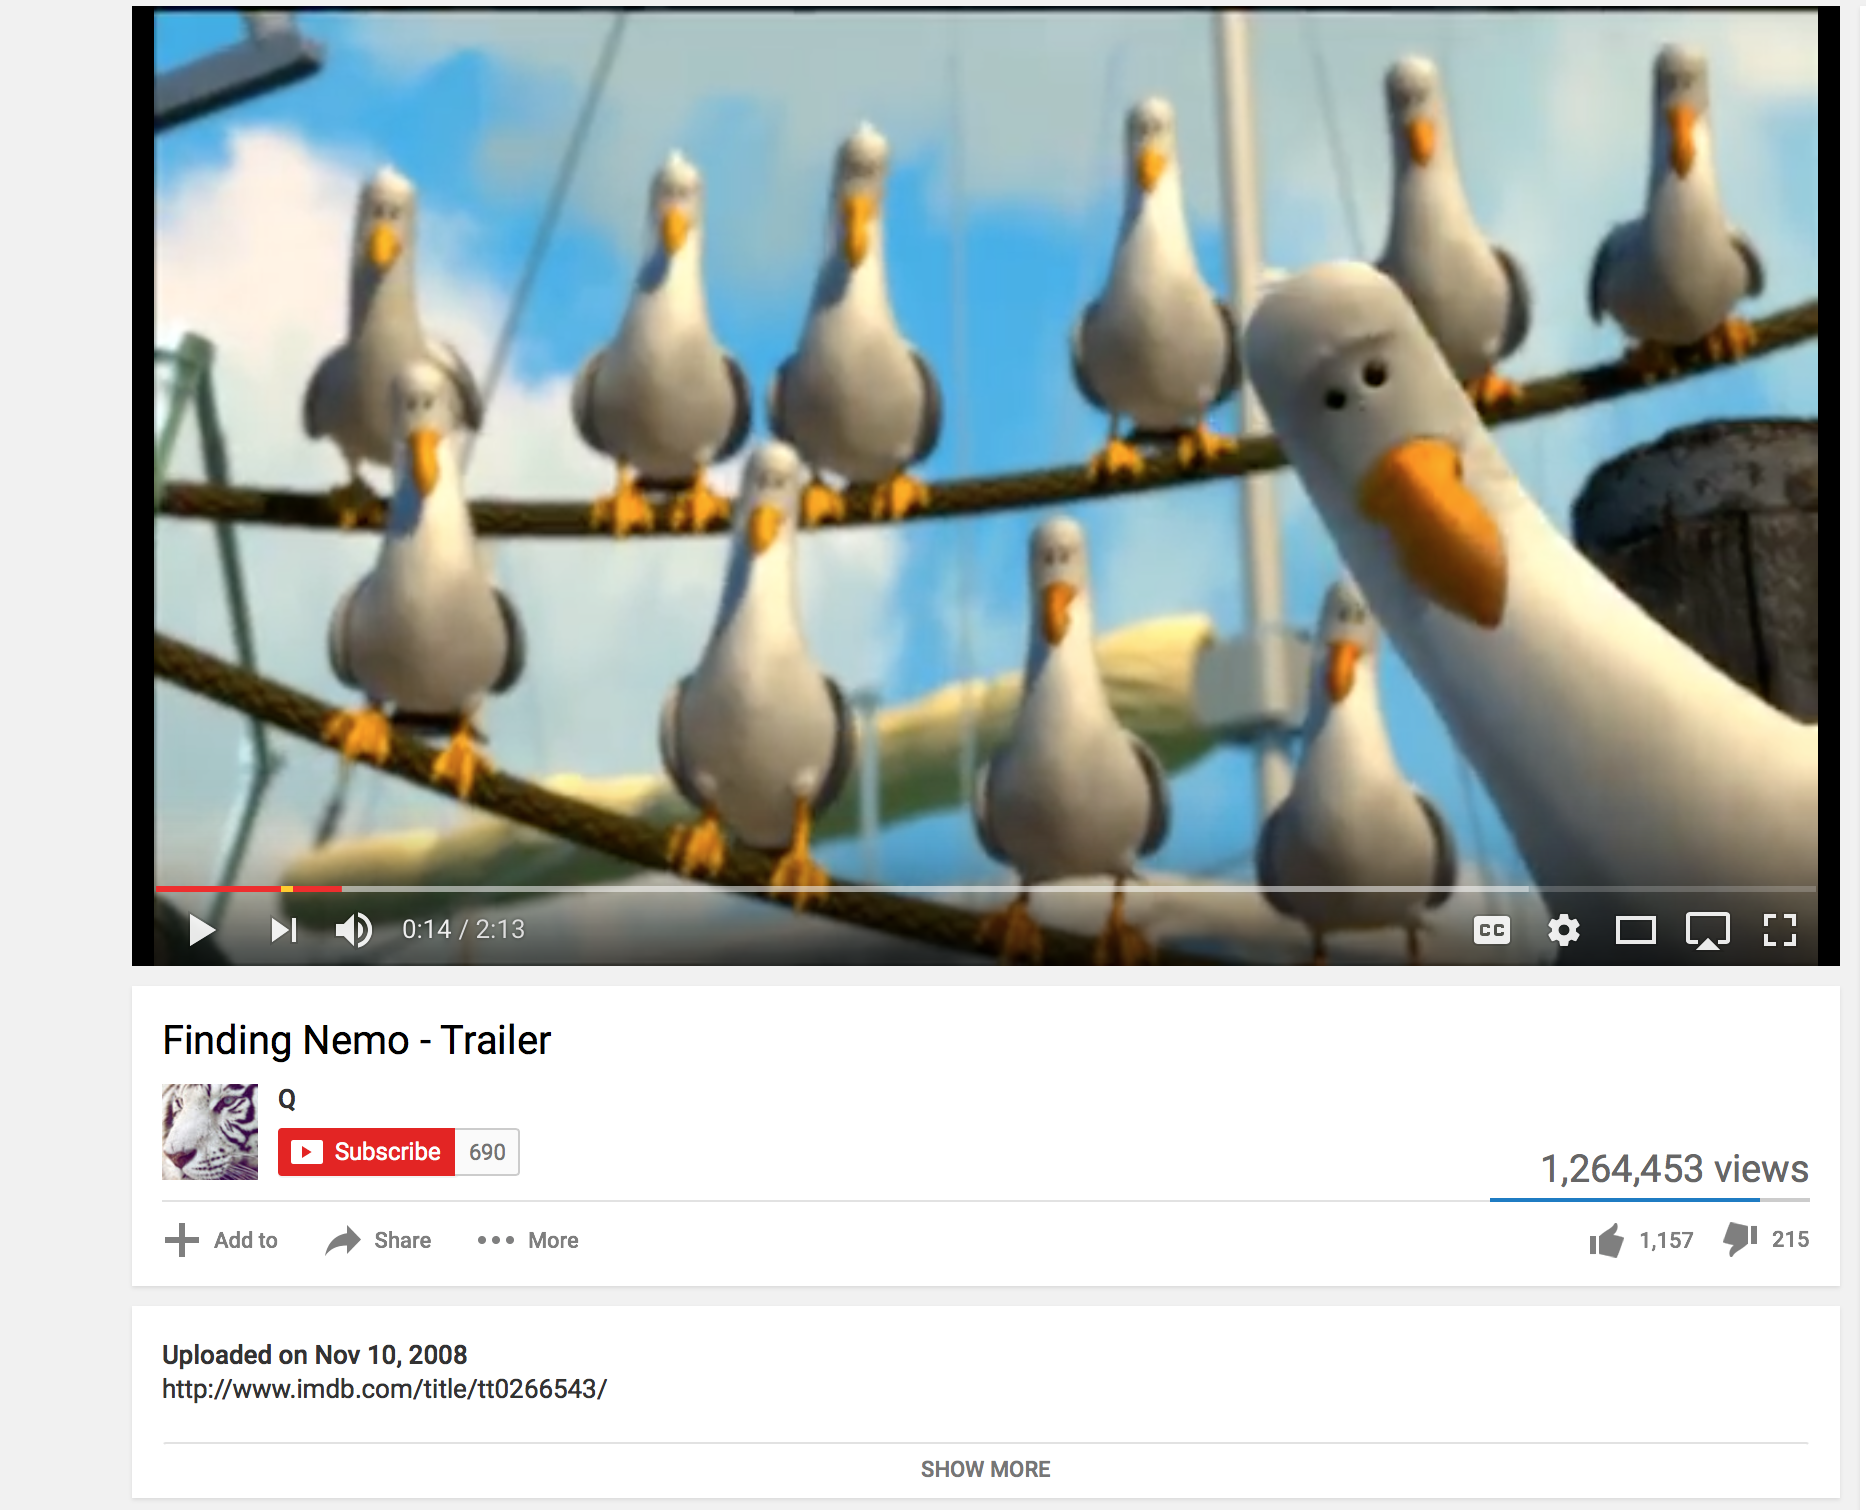 0:14 / 2:13
CC
Finding Nemo - Trailer
Q
Subscribe 690
1,264,453 views
Add to Share More 1,157 215
Uploaded on Nov 10, 2008
http://www.imdb.com/title/tt0266543/
SHOW MORE